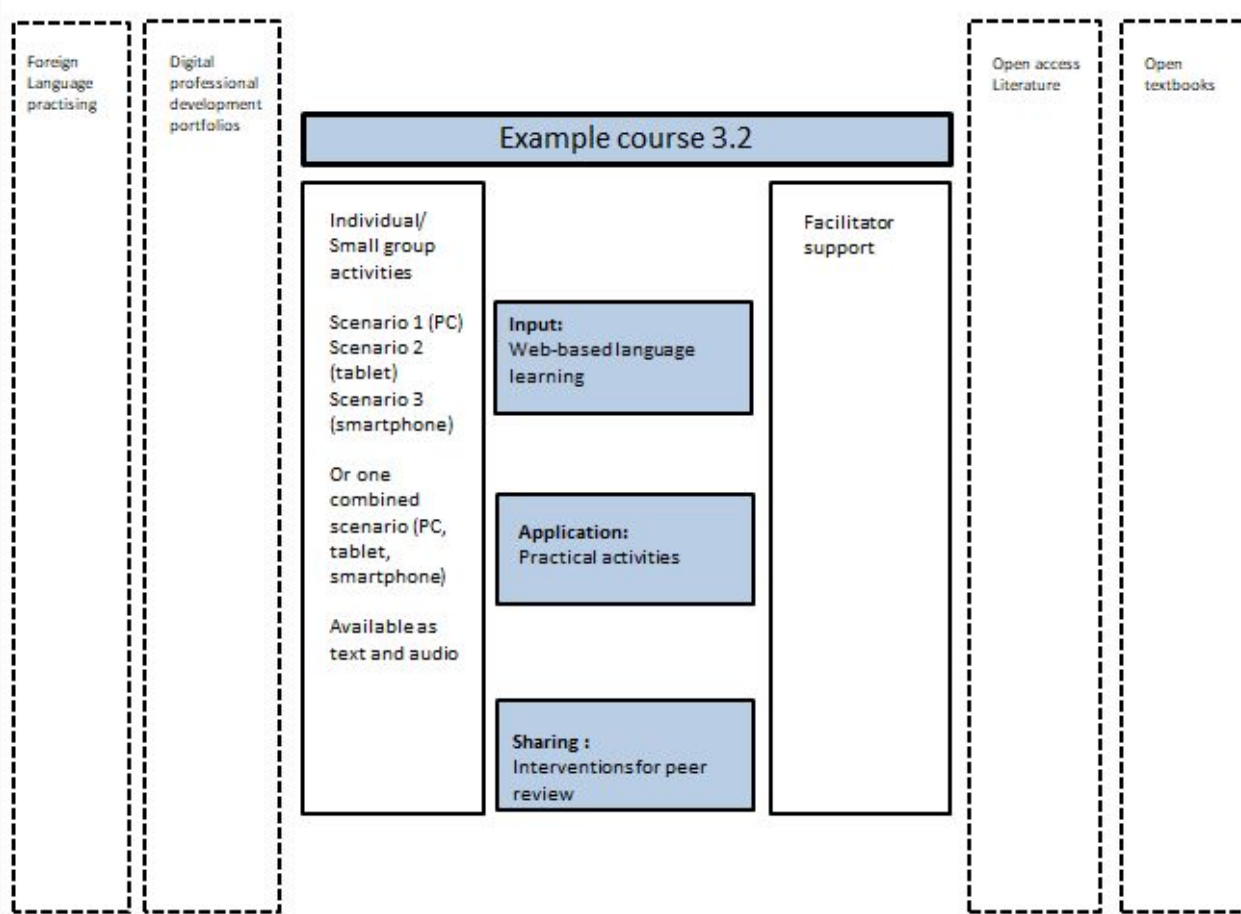 Foreign
Language
practising
Digital
professional
development
portfolios
Example course 3.2
Individual/
Small group
activities
Scenario 1 (PC)
Scenario 2
(tablet)
Scenario 3
(smartphone)
Or one
combined
scenario (PC,
tablet,
smartphone)
Available as
text and audio
Input:
Web-based language
learning
Application:
Practical activities
Sharing :
Interventions for peer
review
Facilitator
support
Open access
Literature
Open
textbooks